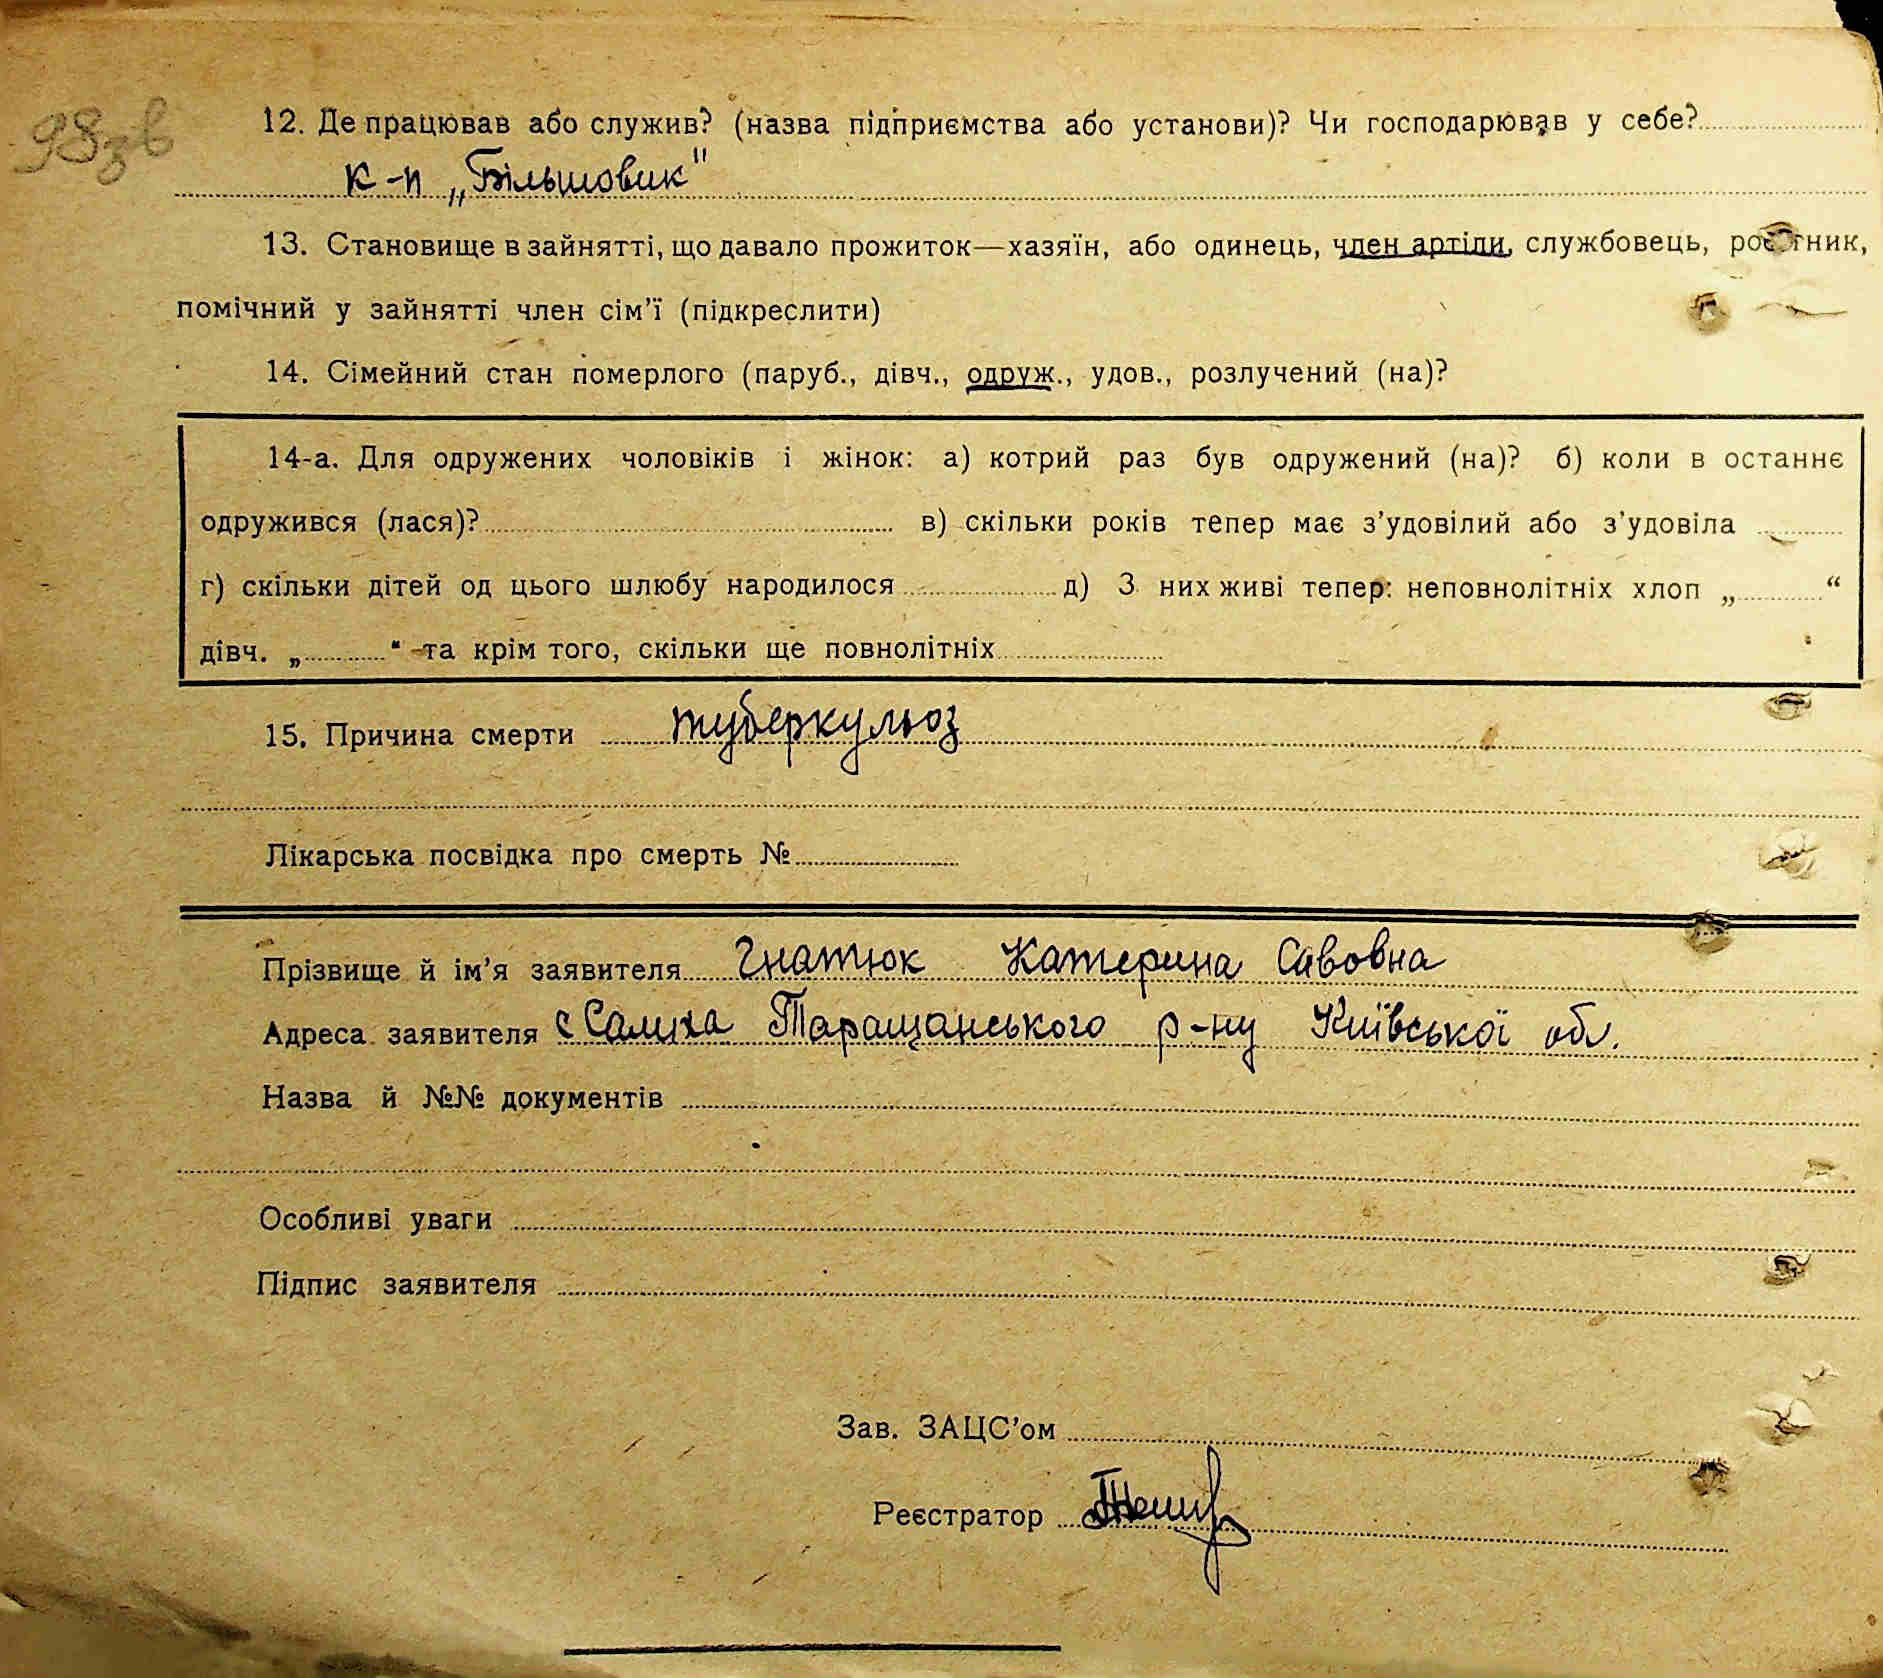 98зв
12. Де працював або служив? (назва підприємства або установи)? Чи господарював у себе?
к-п „Більшовик"
13. Становище в зайнятті, що давало прожиток—хазяїн, або одинець, член артіли, службовець, робітник,
помічний у зайнятті член сім'ї (підкреслити)
14. Сімейний стан померлого (паруб., дівч., одруж., удов., розлучений (на)?
14-а. Для одружених чоловіків і жінок: а) котрий раз був одружений (на)? б) коли в останнє
одружився (лася)? в) скільки років тепер має з'удовілий або з'удовіла
г) скільки дітей од цього шлюбу народилося д) З них живі тепер: неповнолітніх хлоп „ “
дівч. „ “ та крім того, скільки ще повнолітніх
15. Причина смерти туберкульоз
Лікарська посвідка про смерть №
Прізвище й ім'я заявителя Гнатюк Катерина Савовна
Адреса заявителя с Салиха Таращанського р-ну Київської обл.
Назва й №№ документів
Особливі уваги
Підпис заявителя
Зав. ЗАЦС'ом
Реєстратор